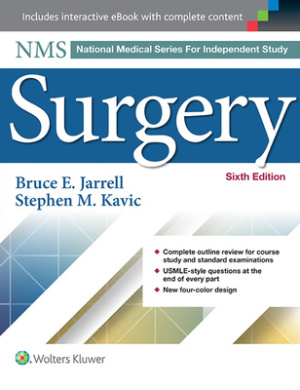 Includes interactive eBook with complete content
NMS National Medical Series For Independent Study
Surgery
Sixth Edition
Bruce E. Jarrell
Stephen M. Kavic
Complete outline review for course
study and standard examinations
USMLE-style questions at the
end of every part
New four-color design
Wolters Kluwer